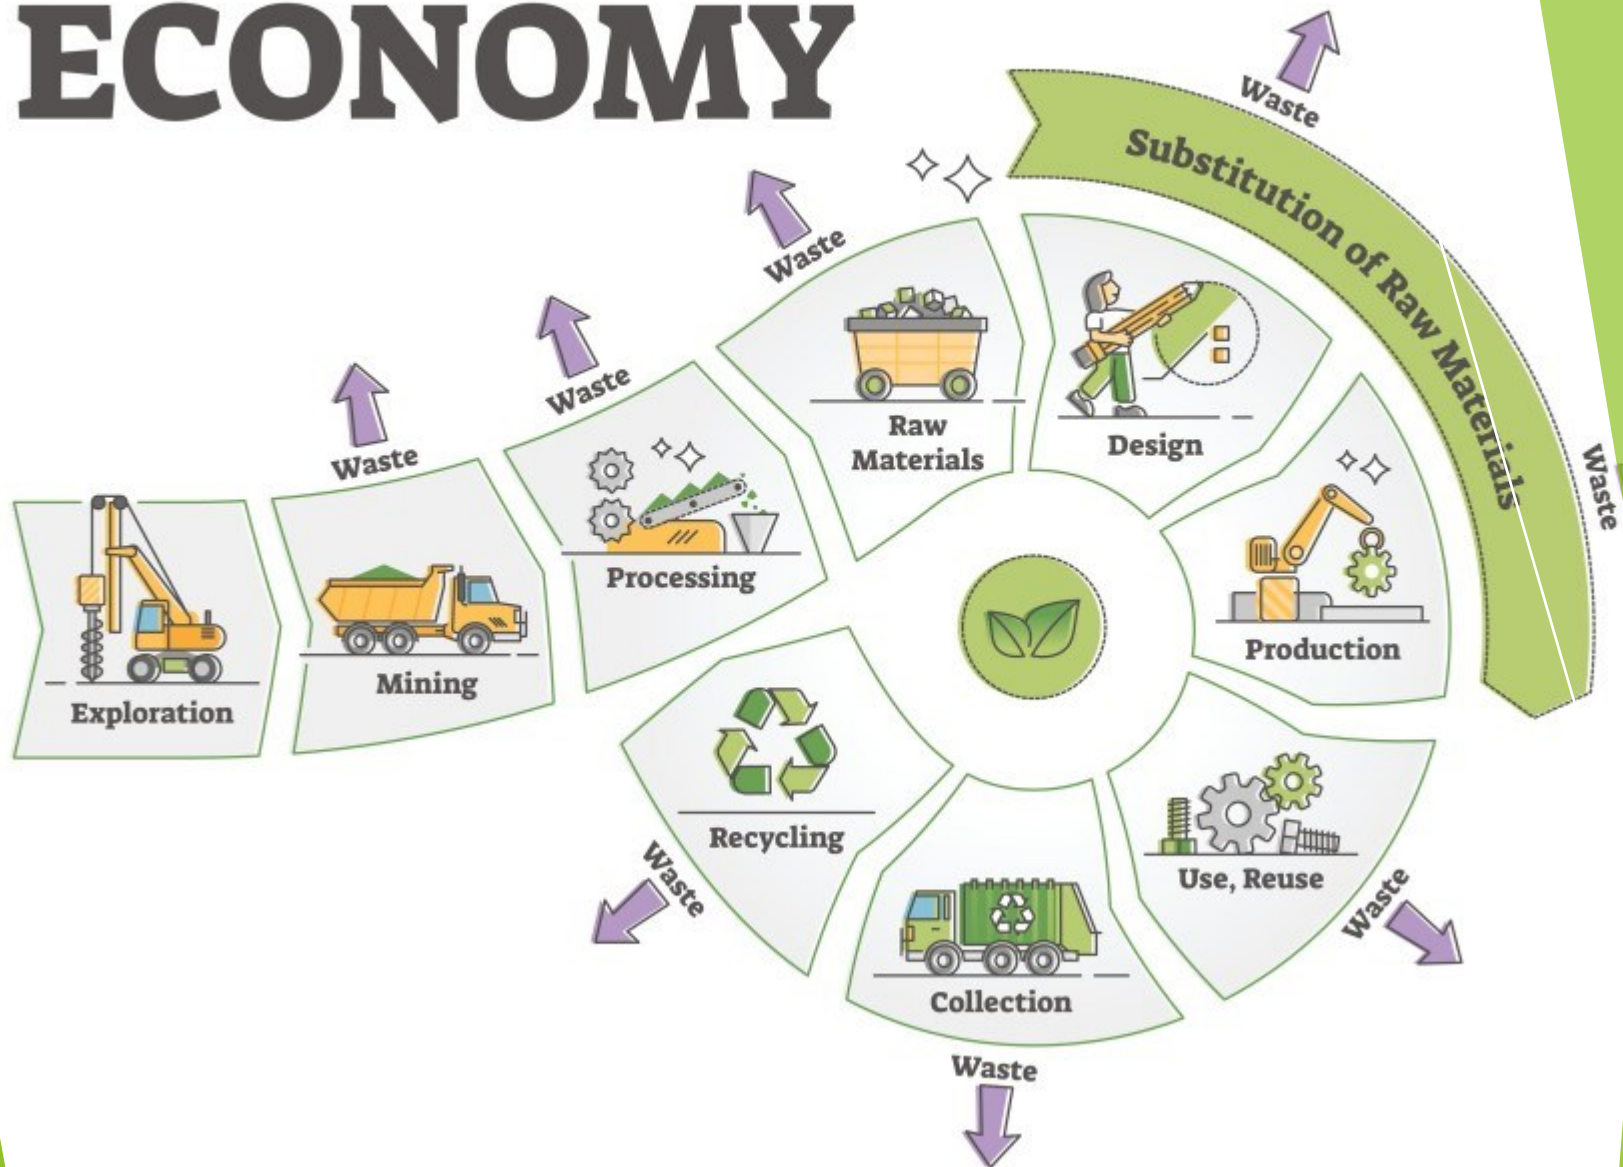 ECONOMY
Waste
Substitution of Raw Materials
Waste
Waste
Waste
Waste
Exploration
Mining
Processing
Raw
Materials
Design
Production
Use, Reuse
Waste
Collection
Waste
Recycling
Waste